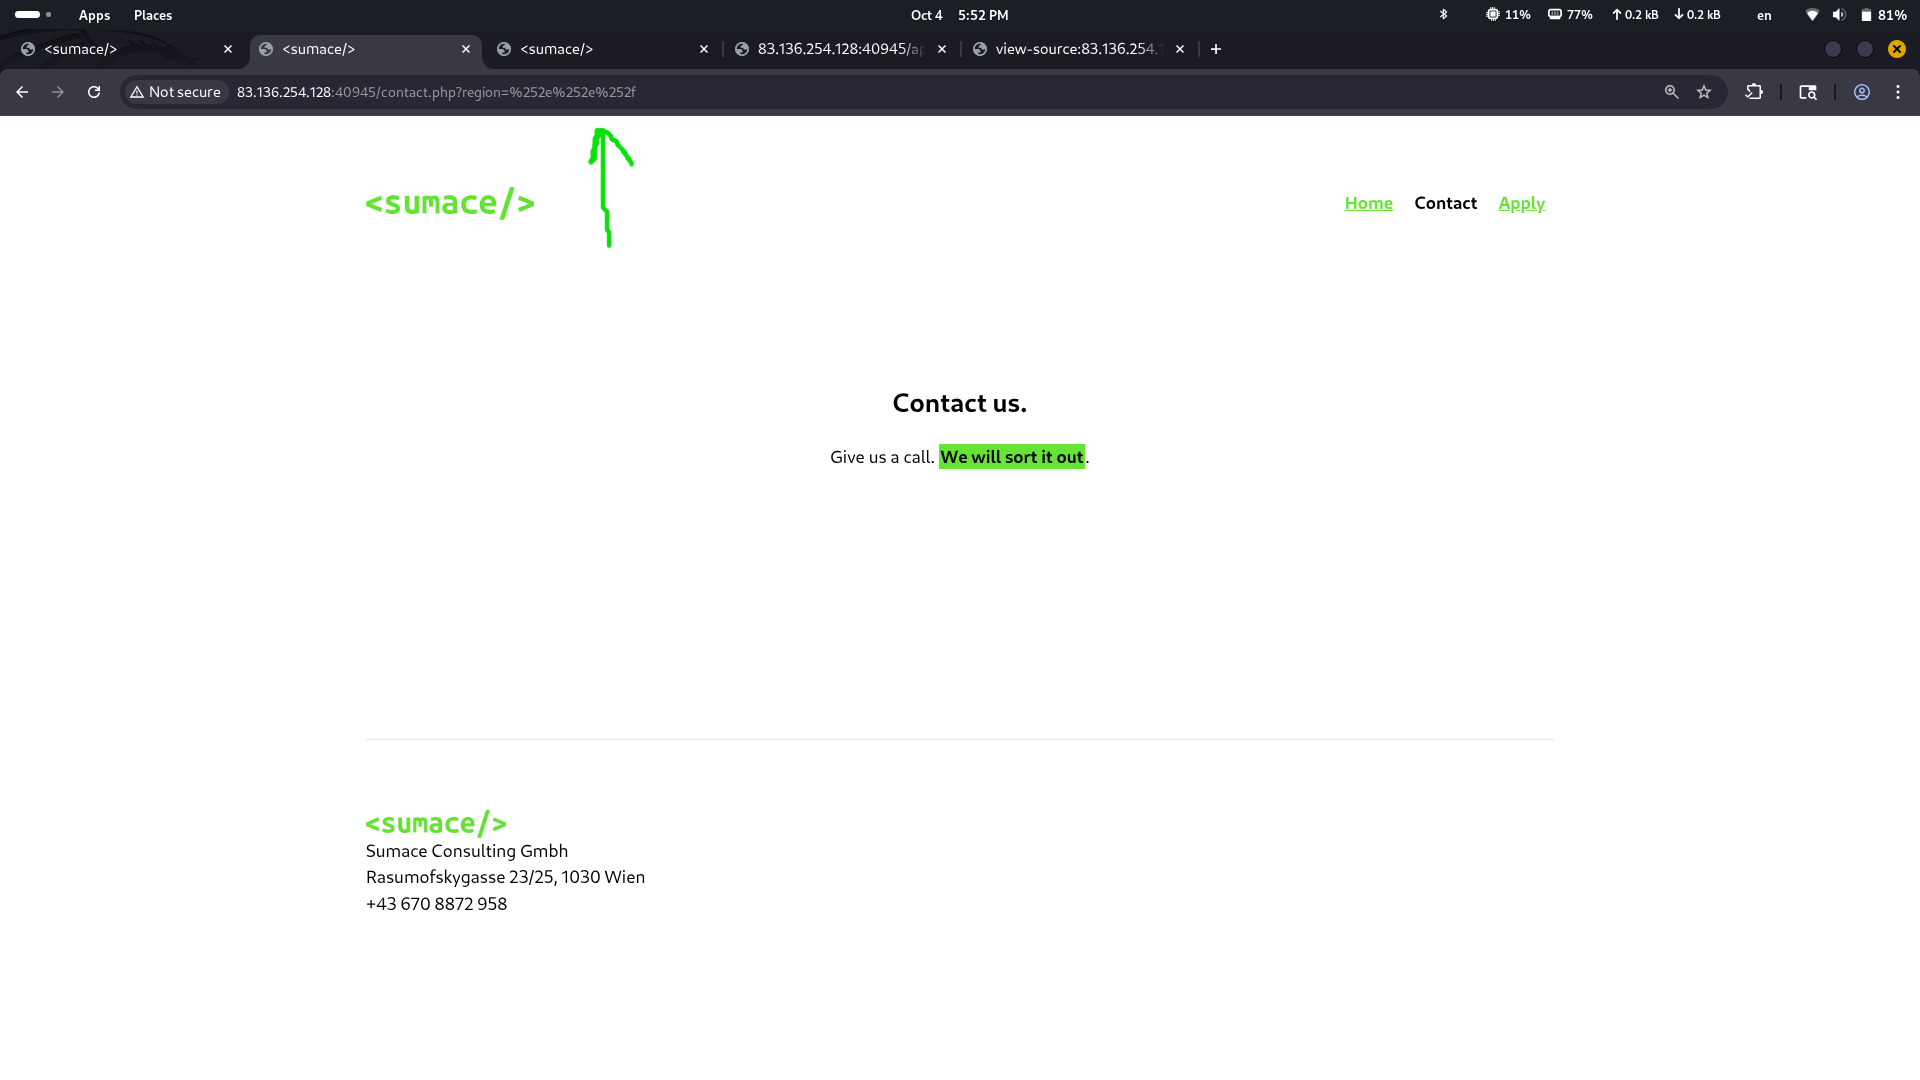 Apps Places Oct 4 5:52 PM 11% 77% 0.2 kB 0.2 kB en 81%
<sumace/> <sumace/> <sumace/> 83.136.254.128:40945/ap view-source:83.136.254.1
Not secure 83.136.254.128:40945/contact.php?region=%252e%252e%252f
<sumace/> Home Contact Apply
Contact us.
Give us a call. We will sort it out.
<sumace/>
Sumace Consulting Gmbh
Rasumofskygasse 23/25, 1030 Wien
+43 670 8872 958